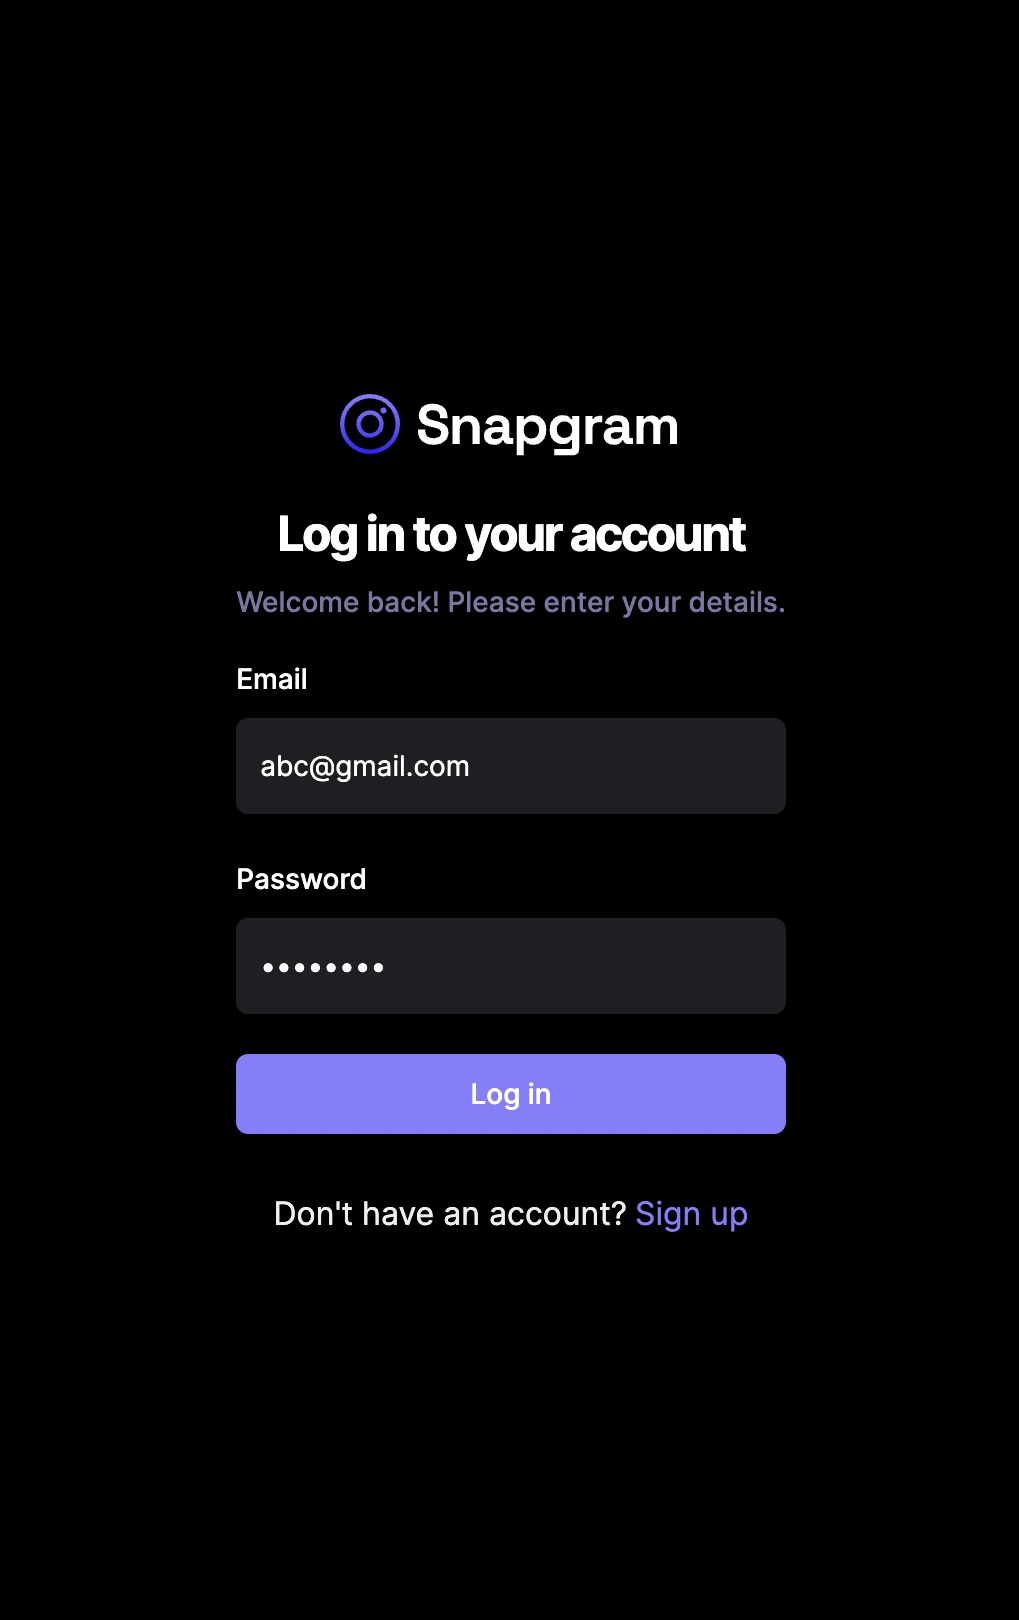 Snapgram
Log in to your account
Welcome back! Please enter your details.
Email
abc@gmail.com
Password
••••••••
Log in
Don't have an account? Sign up